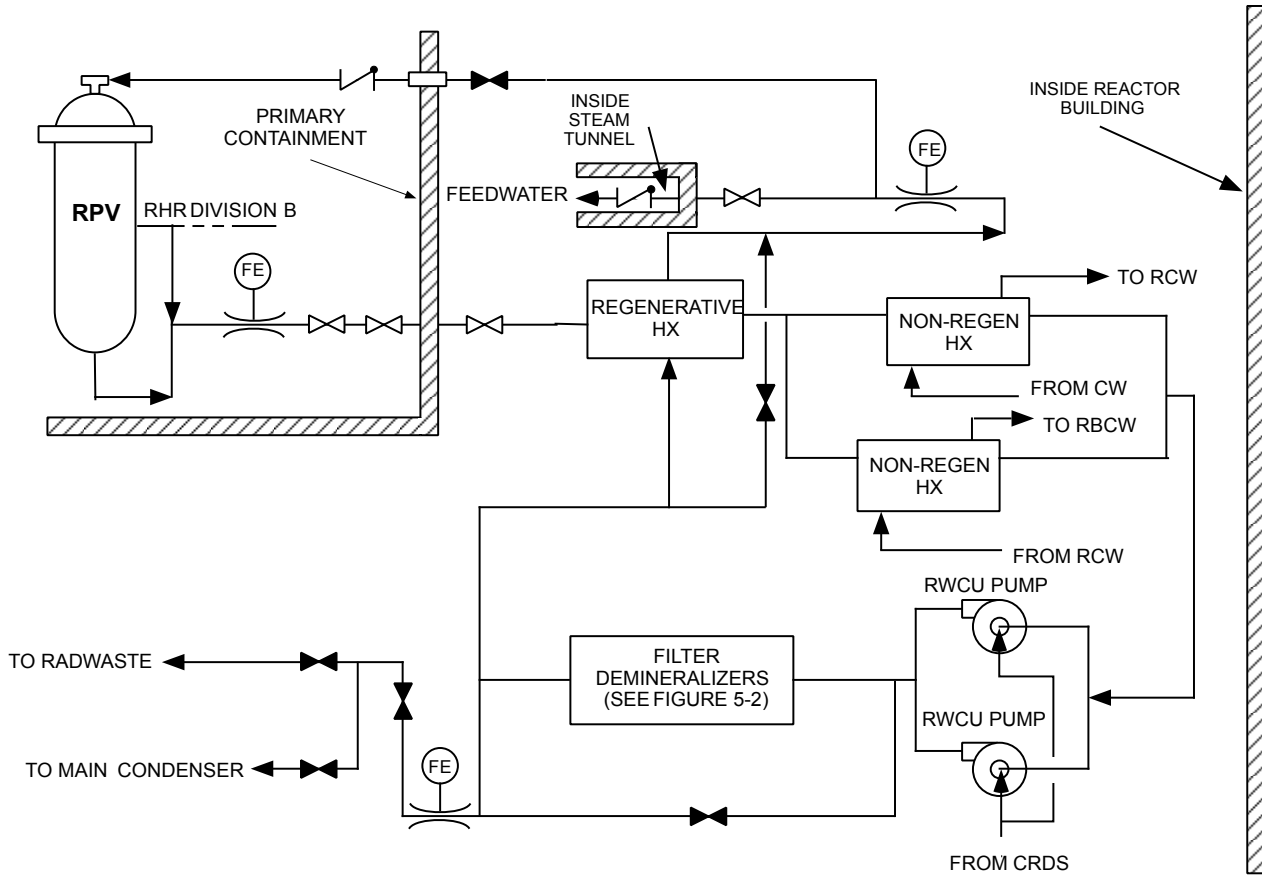 INSIDE REACTOR
BUILDING
INSIDE
STEAM
TUNNEL
PRIMARY
CONTAINMENT
FE
FEEDWATER
RPV
RHR DIVISION B
FE
TO RCW
REGENERATIVE
HX
NON-REGEN
HX
FROM CW
TO RBCW
NON-REGEN
HX
FROM RCW
RWCU PUMP
TO RADWASTE
FILTER
DEMINERALIZERS
(SEE FIGURE 5-2)
RWCU PUMP
TO MAIN CONDENSER
FE
FROM CRDS